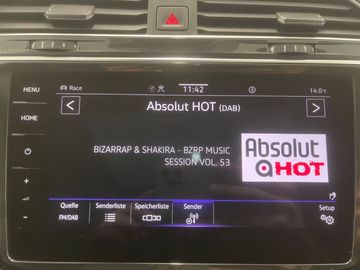 MENU
Race
11:42
14.0°C
Absolut HOT (DAB)
HOME
BIZARRAP & SHAKIRA - BZRP MUSIC
SESSION VOL. 53
Absolut
HOT
Quelle
Senderliste
Speicherliste
Sender
Setup
FM/DAB